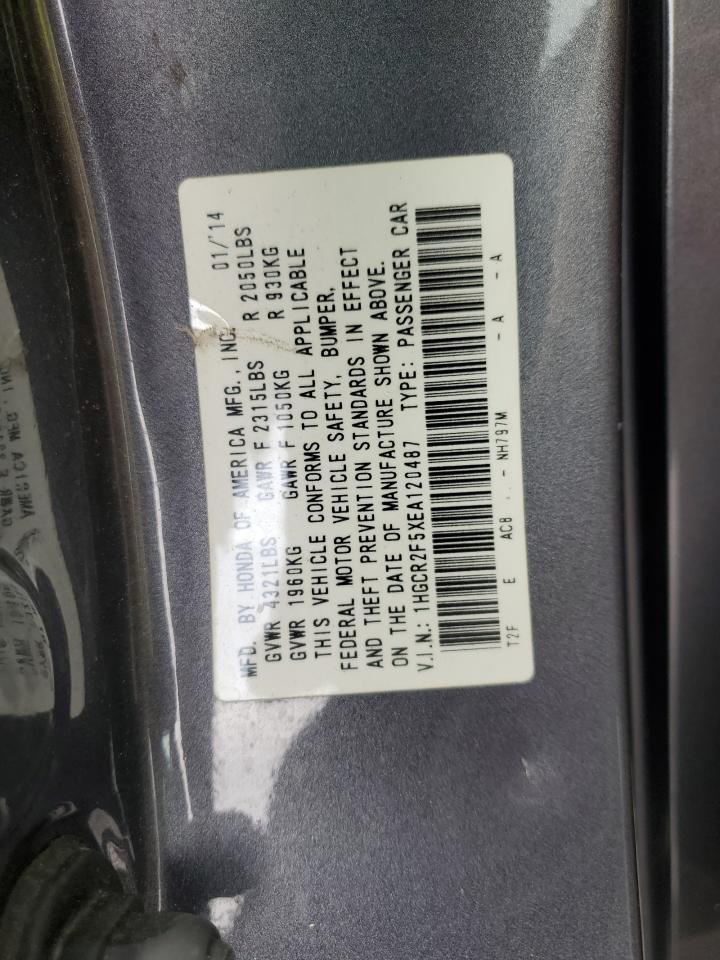 MFD. BY HONDA OF AMERICA MFG., INC. 01/'14
GVWR 4321LBS GAWR F 2315LBS R 2050LBS
GVWR 1960KG GAWR F 1050KG R 930KG
THIS VEHICLE CONFORMS TO ALL APPLICABLE
FEDERAL MOTOR VEHICLE SAFETY, BUMPER,
AND THEFT PREVENTION STANDARDS IN EFFECT
ON THE DATE OF MANUFACTURE SHOWN ABOVE.
V.I.N.: 1HGCR2F5XEA120487 TYPE: PASSENGER CAR
T2F E AC8 .. - NH797M - A - A